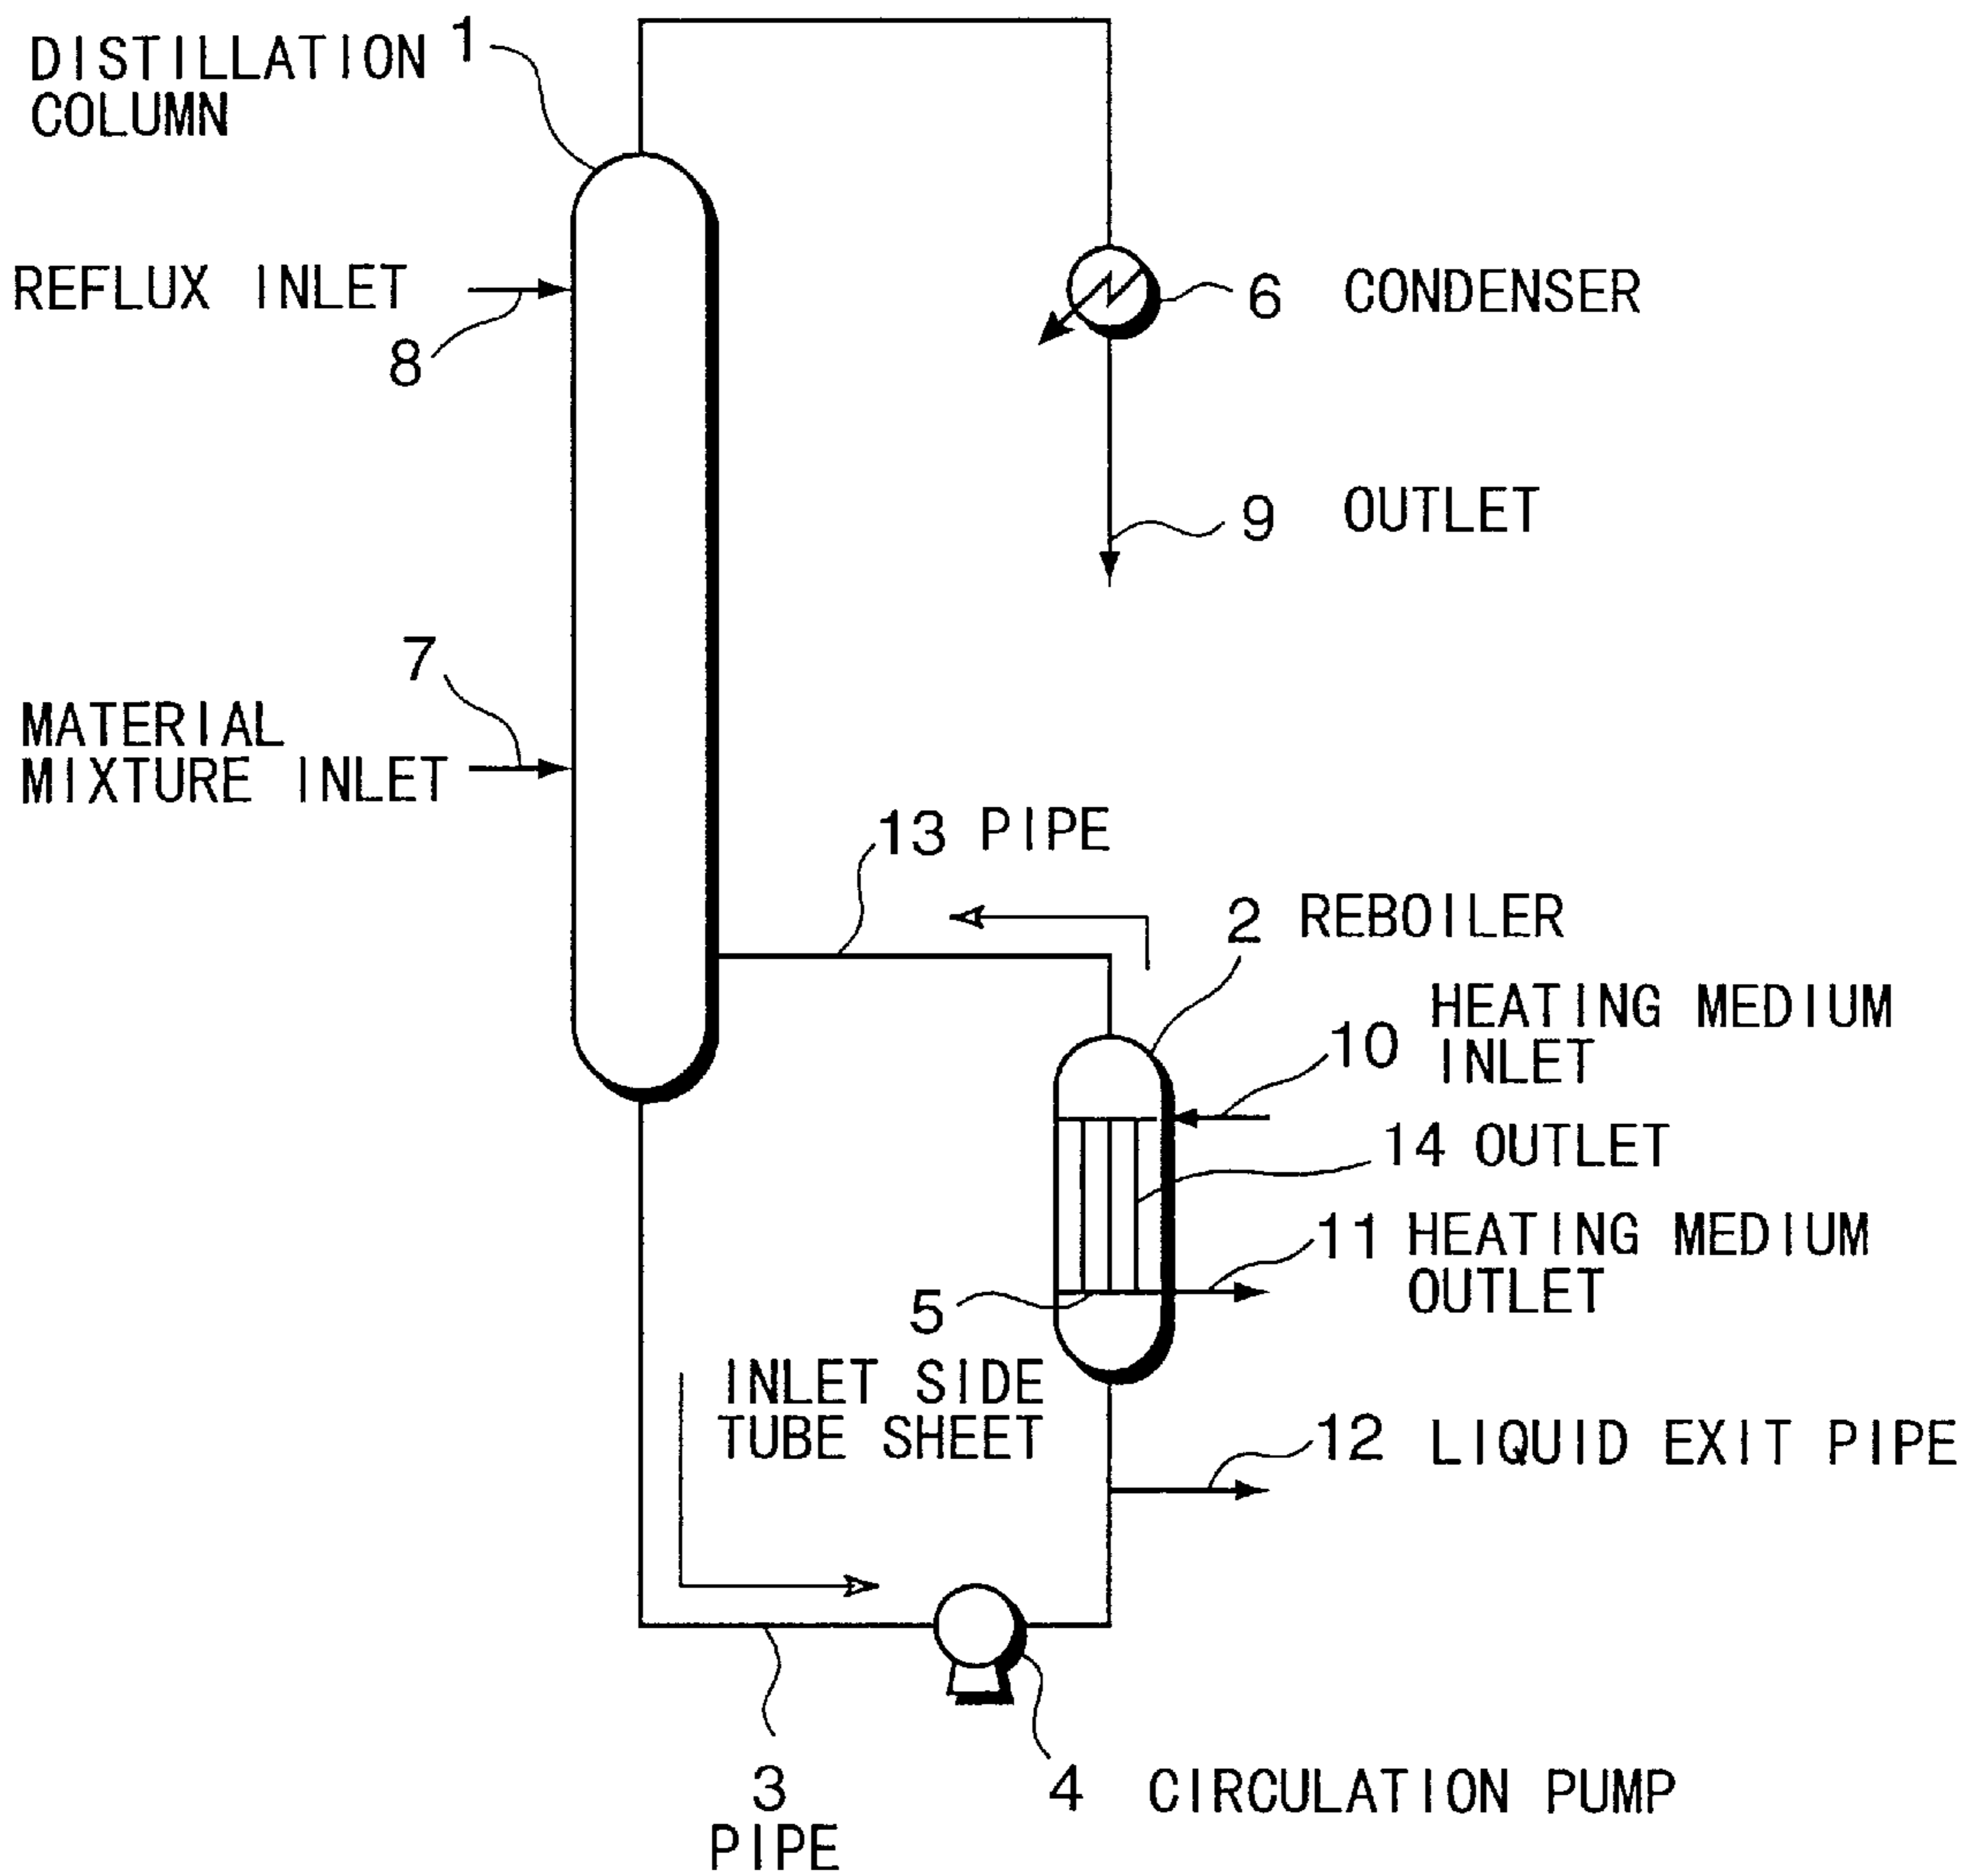 DISTILLATION 1
COLUMN
REFLUX INLET
8
6 CONDENSER
9 OUTLET
7
MATERIAL
MIXTURE INLET
13 PIPE
2 REBOILER
HEATING MEDIUM
10 INLET
14 OUTLET
11 HEATING MEDIUM
OUTLET
5
INLET SIDE
TUBE SHEET
12 LIQUID EXIT PIPE
3
PIPE
4 CIRCULATION PUMP